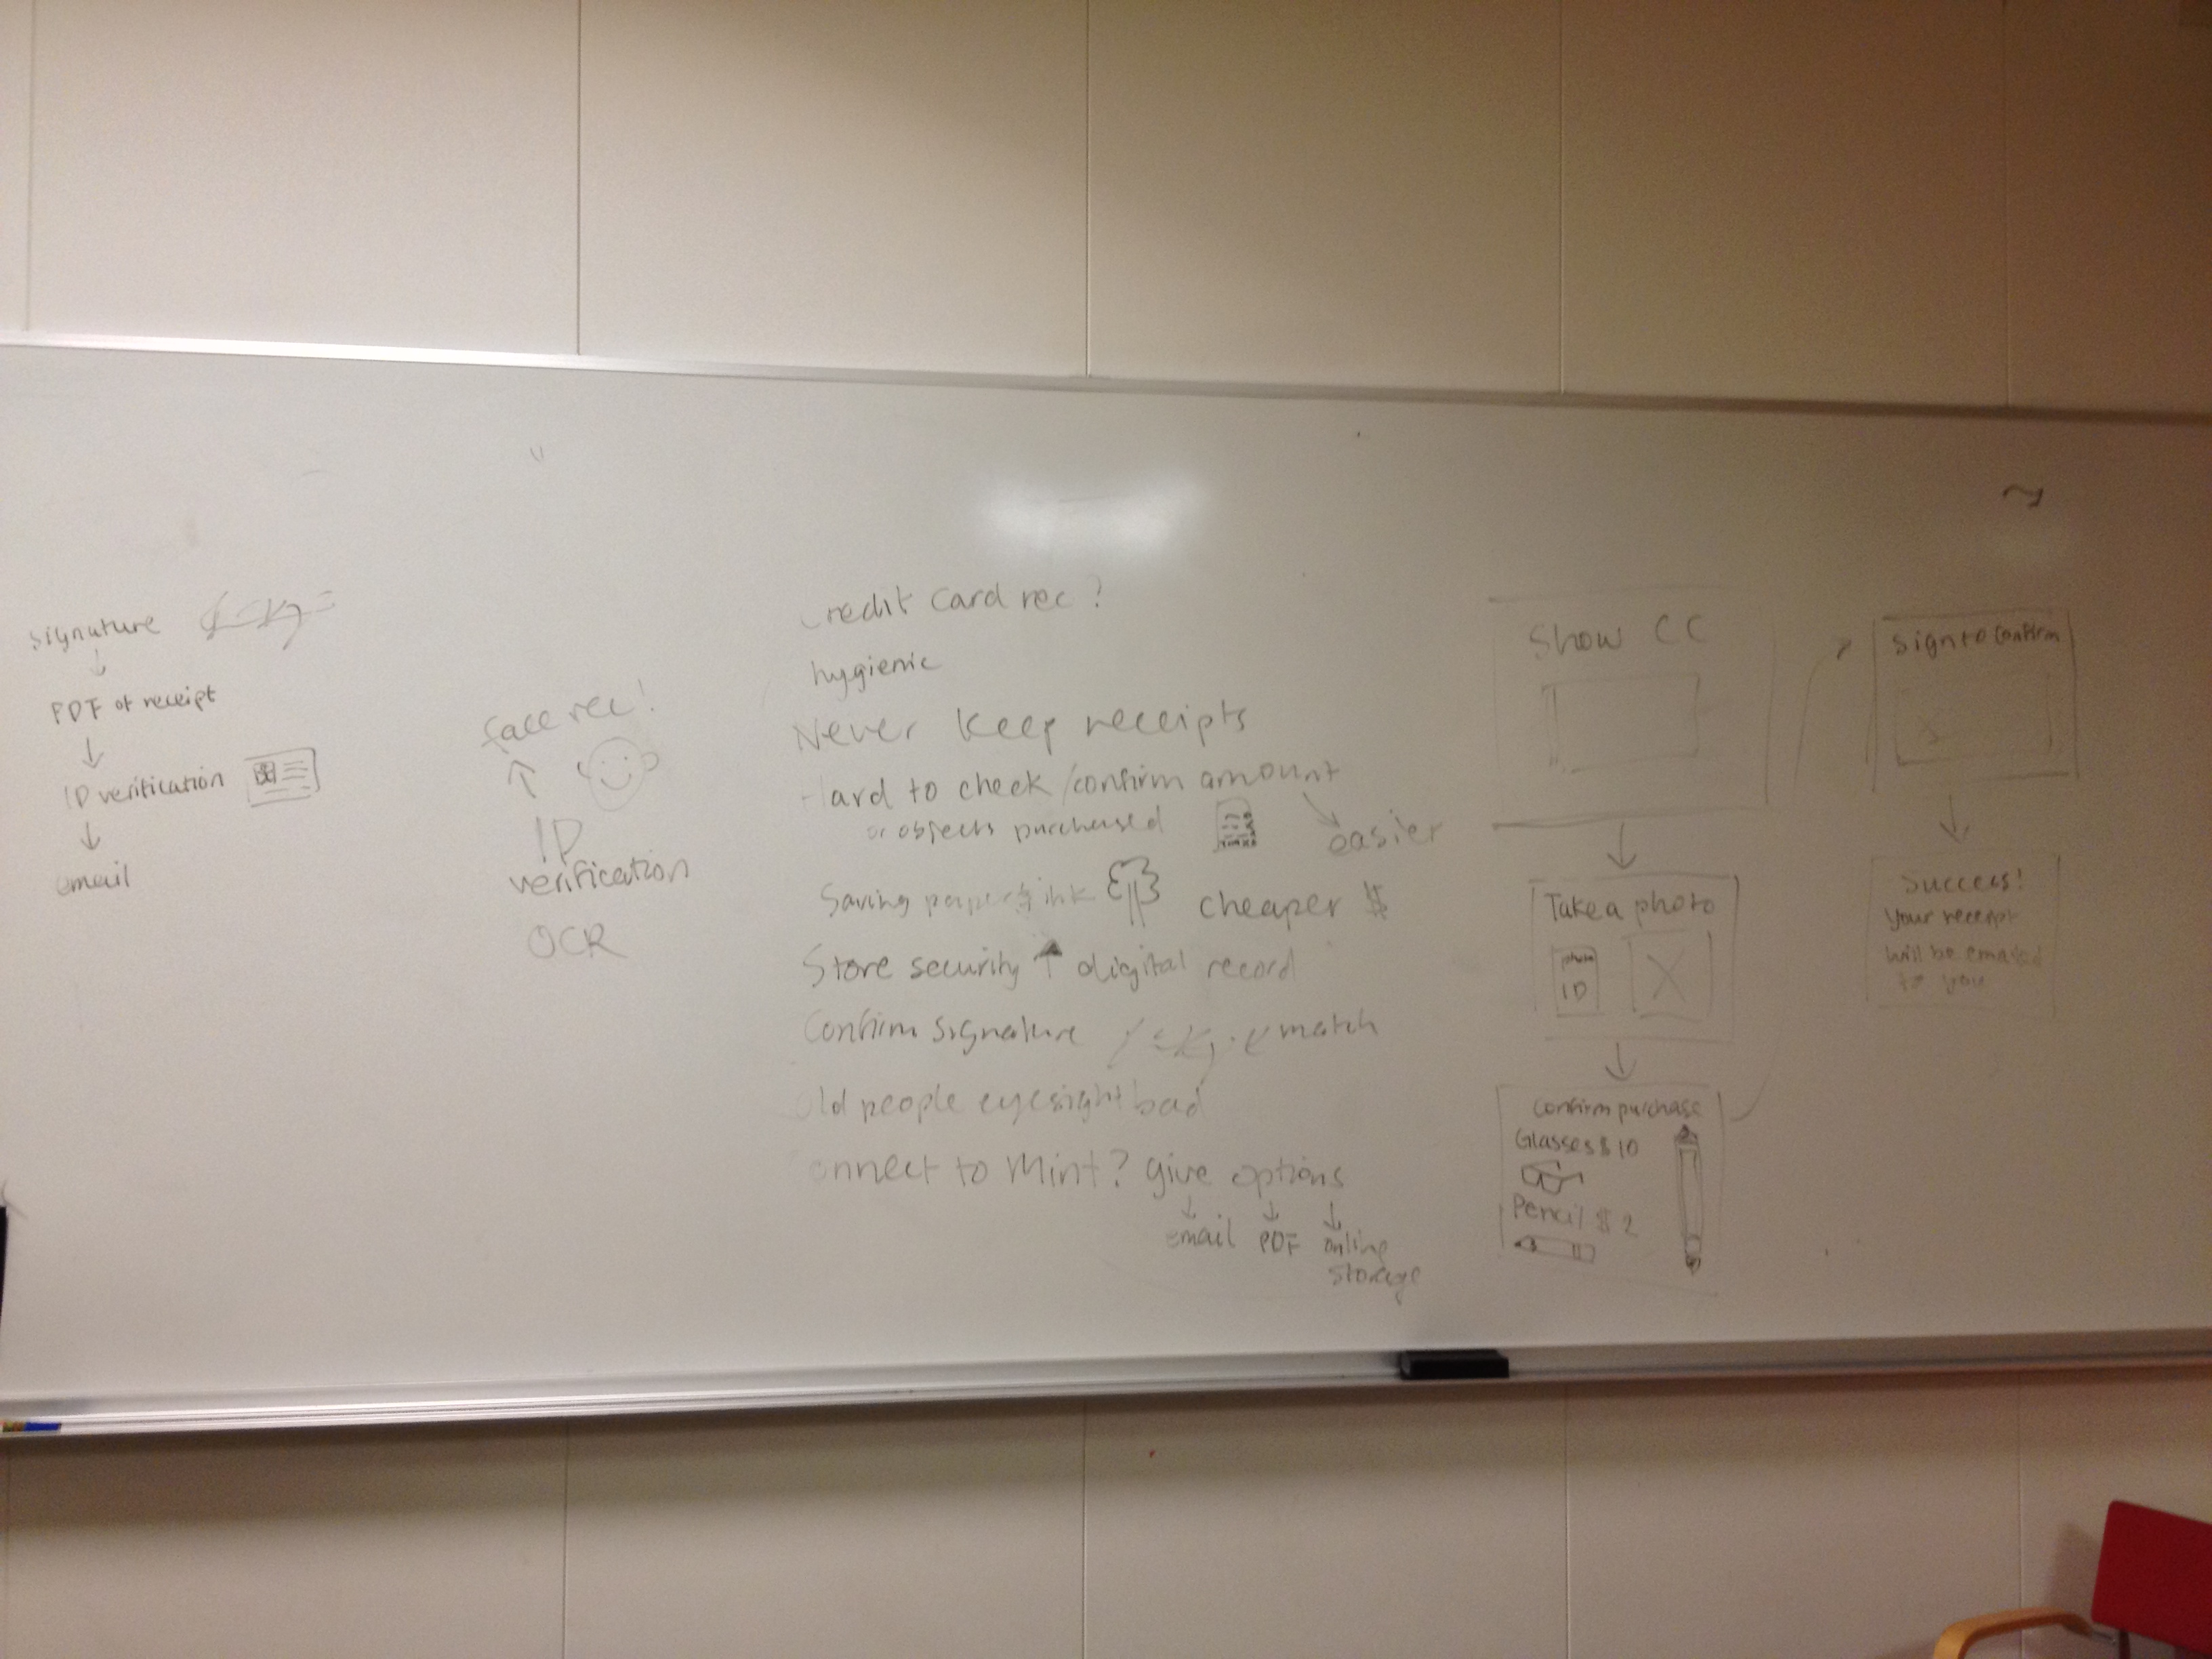 signature
PDF of receipt
ID verification
email
face rec!
ID
verification
OCR
Credit Card rec?
hygienic
Never keep receipts
Hard to check/confirm amount
or objects purchased
easier
Saving paper & ink cheaper $
Store security ↑ digital record
Confirm signature match
old people eyesight bad
onnect to Mint? give options
email PDF online
storage
Show CC
Take a photo
photo
ID
Confirm purchase
Glasses $10
Pencil $2
Sign to Confirm
Success!
Your receipt
will be emailed
to you